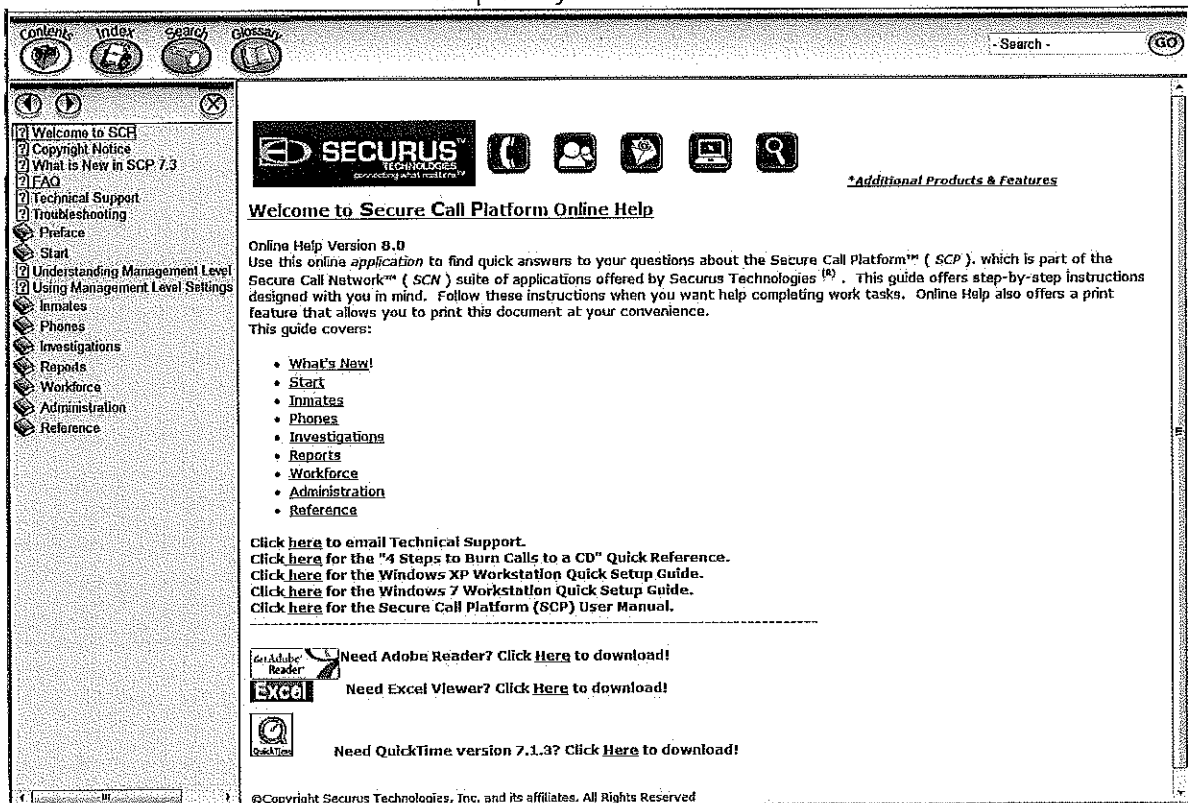 Contents Index Search Glossary
- Search -
GO
Welcome to SCP
Copyright Notice
What is New in SCP 7.3
FAQ
Technical Support
Troubleshooting
Preface
Start
Understanding Management Level
Using Management Level Settings
Inmates
Phones
Investigations
Reports
Workforce
Administration
Reference
SECURUS™
TECHNOLOGIES
connecting what matters™
*Additional Products & Features
Welcome to Secure Call Platform Online Help
Online Help Version 8.0
Use this online application to find quick answers to your questions about the Secure Call Platform™ ( SCP ). which is part of the
Secure Call Network™ ( SCN ) suite of applications offered by Securus Technologies (R) . This guide offers step-by-step instructions
designed with you in mind. Follow these instructions when you want help completing work tasks. Online Help also offers a print
feature that allows you to print this document at your convenience.
This guide covers:
• What's New!
• Start
• Inmates
• Phones
• Investigations
• Reports
• Workforce
• Administration
• Reference
Click here to email Technical Support.
Click here for the "4 Steps to Burn Calls to a CD" Quick Reference.
Click here for the Windows XP Workstation Quick Setup Guide.
Click here for the Windows 7 Workstation Quick Setup Guide.
Click here for the Secure Call Platform (SCP) User Manual.
Get Adobe Reader
Need Adobe Reader? Click Here to download!
Excel
Need Excel Viewer? Click Here to download!
QuickTime
Need QuickTime version 7.1.3? Click Here to download!
©Copyright Securus Technologies, Inc. and its affiliates. All Rights Reserved